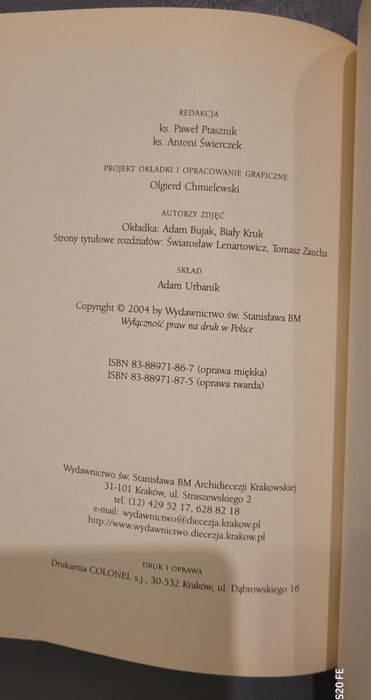 REDAKCJA
ks. Paweł Ptasznik
ks. Antoni Świerczek
PROJEKT OKŁADKI I OPRACOWANIE GRAFICZNE
Olgierd Chmielewski
AUTORZY ZDJĘĆ
Okładka: Adam Bujak, Biały Kruk
Strony tytułowe rozdziałów: Światosław Lenartowicz, Tomasz Zaucha
SKŁAD
Adam Urbanik
Copyright © 2004 by Wydawnictwo św. Stanisława BM
Wyłączność praw na druk w Polsce
ISBN 83-88971-86-7 (oprawa miękka)
ISBN 83-88971-87-5 (oprawa twarda)
Wydawnictwo św. Stanisława BM Archidiecezji Krakowskiej
31-101 Kraków, ul. Straszewskiego 2
tel. (12) 429 52 17, 628 82 18
e-mail: wydawnictwo@diecezja.krakow.pl
http://www.wydawnictwo.diecezja.krakow.pl
DRUK I OPRAWA
Drukarnia COLONEL s.j., 30-532 Kraków, ul. Dąbrowskiego 16
S20 FE